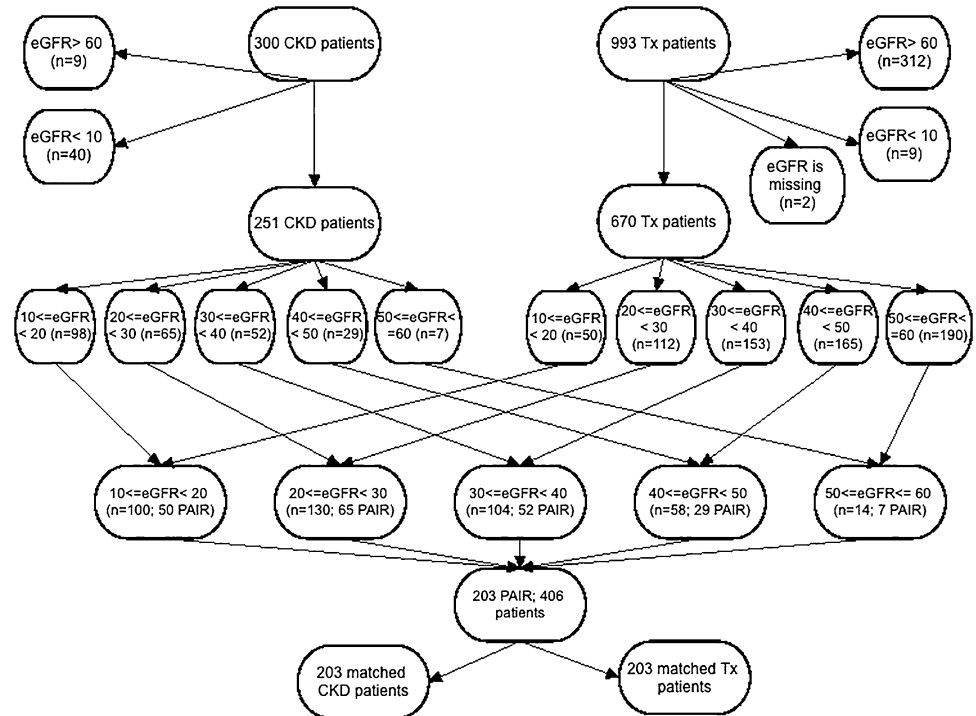 eGFR> 60
(n=9)
300 CKD patients
993 Tx patients
eGFR> 60
(n=312)
eGFR< 10
(n=40)
eGFR is
missing
(n=2)
eGFR< 10
(n=9)
251 CKD patients
670 Tx patients
10<=eGFR
< 20 (n=98)
20<=eGFR
< 30 (n=65)
30<=eGFR
< 40 (n=52)
40<=eGFR
< 50 (n=29)
50<=eGFR<
=60 (n=7)
10<=eGFR
< 20 (n=50)
20<=eGFR
< 30
(n=112)
30<=eGFR
< 40
(n=153)
40<=eGFR
< 50
(n=165)
50<=eGFR<
=60 (n=190)
10<=eGFR< 20
(n=100; 50 PAIR)
20<=eGFR< 30
(n=130; 65 PAIR)
30<=eGFR< 40
(n=104; 52 PAIR)
40<=eGFR< 50
(n=58; 29 PAIR)
50<=eGFR<= 60
(n=14; 7 PAIR)
203 PAIR; 406
patients
203 matched
CKD patients
203 matched Tx
patients